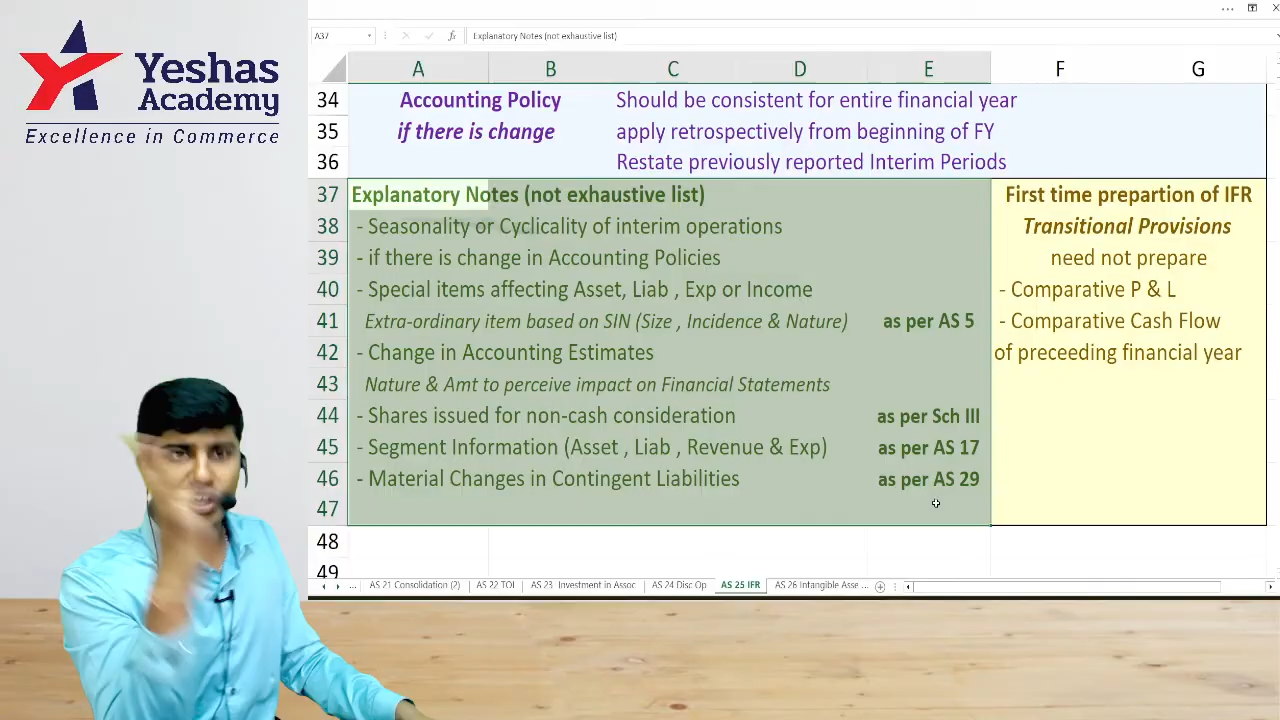 Yeshas
Academy
Excellence in Commerce
A37
fx
Explanatory Notes (not exhaustive list)
A B C D E F G
34 Accounting Policy Should be consistent for entire financial year
35 if there is change apply retrospectively from beginning of FY
36 Restate previously reported Interim Periods
37 Explanatory Notes (not exhaustive list) First time prepartion of IFR
38 - Seasonality or Cyclicality of interim operations Transitional Provisions
39 - if there is change in Accounting Policies need not prepare
40 - Special items affecting Asset, Liab , Exp or Income - Comparative P & L
41 Extra-ordinary item based on SIN (Size , Incidence & Nature) as per AS 5 - Comparative Cash Flow
42 - Change in Accounting Estimates of preceeding financial year
43 Nature & Amt to perceive impact on Financial Statements
44 - Shares issued for non-cash consideration as per Sch III
45 - Segment Information (Asset , Liab , Revenue & Exp) as per AS 17
46 - Material Changes in Contingent Liabilities as per AS 29
47
48
49
... AS 21 Consolidation (2) AS 22 TOI AS 23 Investment in Assoc AS 24 Disc Op AS 25 IFR AS 26 Intangible Asse ...